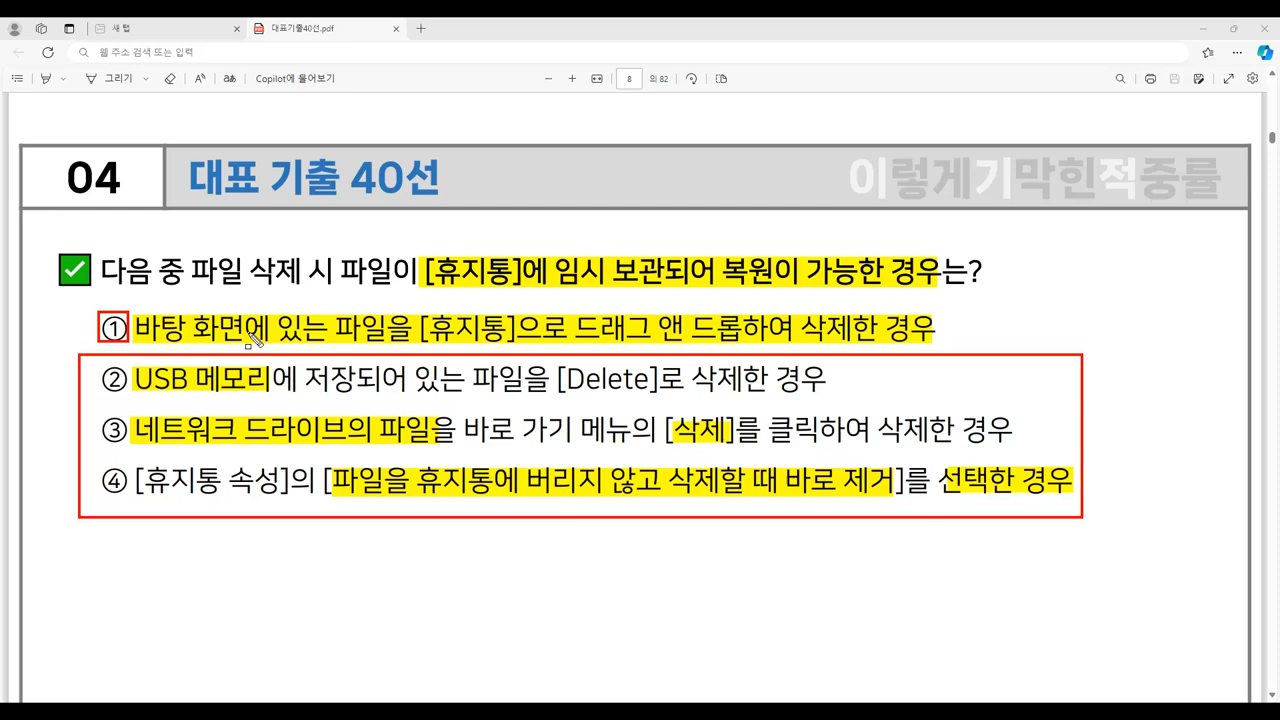 새 탭
대표기출40선.pdf
웹 주소 검색 또는 입력
그리기
aあ
Copilot에 물어보기
8
의 82
04
대표 기출 40선
이렇게기막힌적중률
다음 중 파일 삭제 시 파일이 [휴지통]에 임시 보관되어 복원이 가능한 경우는?
① 바탕 화면에 있는 파일을 [휴지통]으로 드래그 앤 드롭하여 삭제한 경우
② USB 메모리에 저장되어 있는 파일을 [Delete]로 삭제한 경우
③ 네트워크 드라이브의 파일을 바로 가기 메뉴의 [삭제]를 클릭하여 삭제한 경우
④ [휴지통 속성]의 [파일을 휴지통에 버리지 않고 삭제할 때 바로 제거]를 선택한 경우